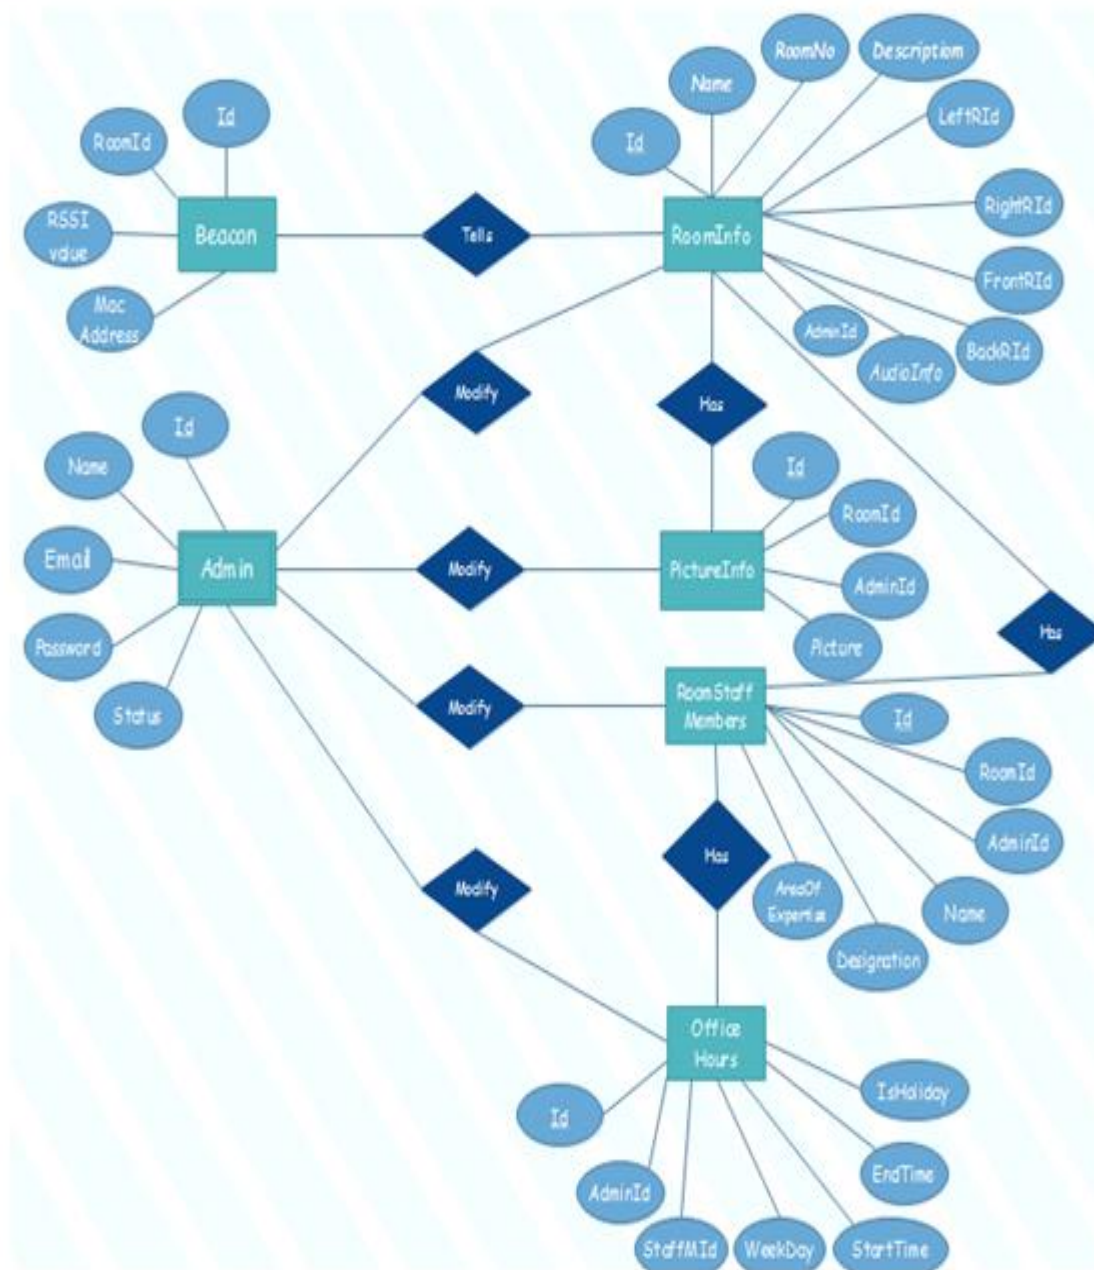 RoomNo
Descriptiom
Name
Id
LeftRId
Id
RoomId
RSSI
value
Mac
Address
Beacon
Tells
RoomInfo
RightRId
FrontRId
BackRId
AdminId
AudioInfo
Modify
Has
Id
Name
Email
Password
Status
Admin
Modify
PictureInfo
Id
RoomId
AdminId
Picture
Has
Modify
RoomStaff
Members
Id
RoomId
AdminId
Name
Designation
AreaOf
Expertise
Has
Modify
Office
Hours
Id
AdminId
StaffMId
WeekDay
StartTime
EndTime
IsHoliday